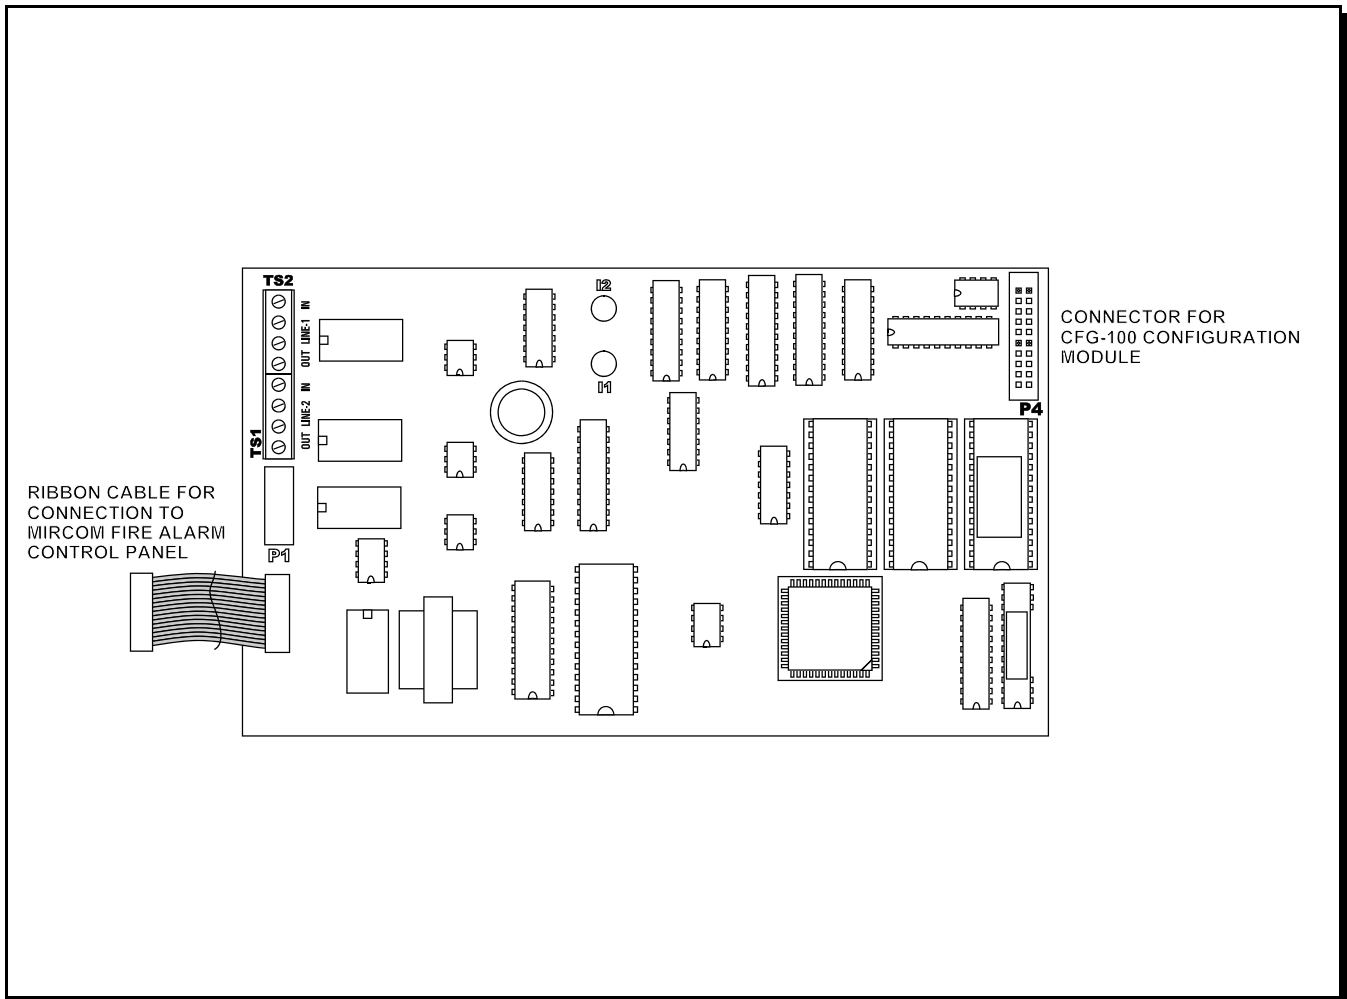 TS2
IN
LINE-1
OUT
IN
LINE-2
OUT
TS1
I2
I1
CONNECTOR FOR
CFG-100 CONFIGURATION
MODULE
P4
RIBBON CABLE FOR
CONNECTION TO
MIRCOM FIRE ALARM
CONTROL PANEL
P1